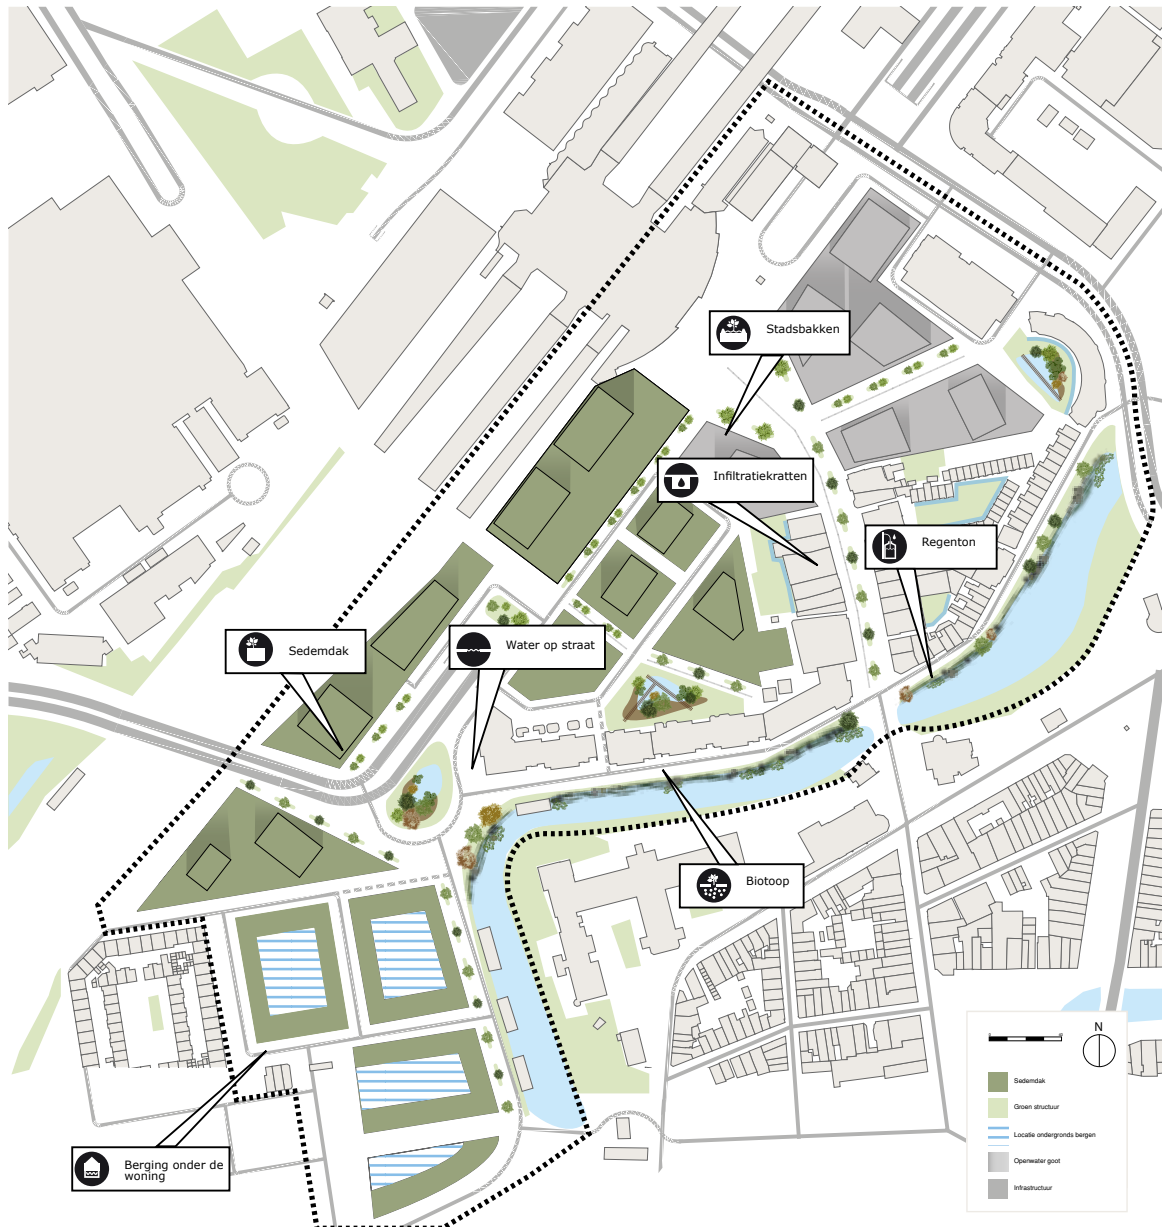 Stadsbakken
Infiltratiekratten
Regenton
Sedemdak
Water op straat
Biotoop
Berging onder de
woning
N
Sedemdak
Groen structuur
Locatie ondergronds bergen
Openwater goot
Infrastructuur